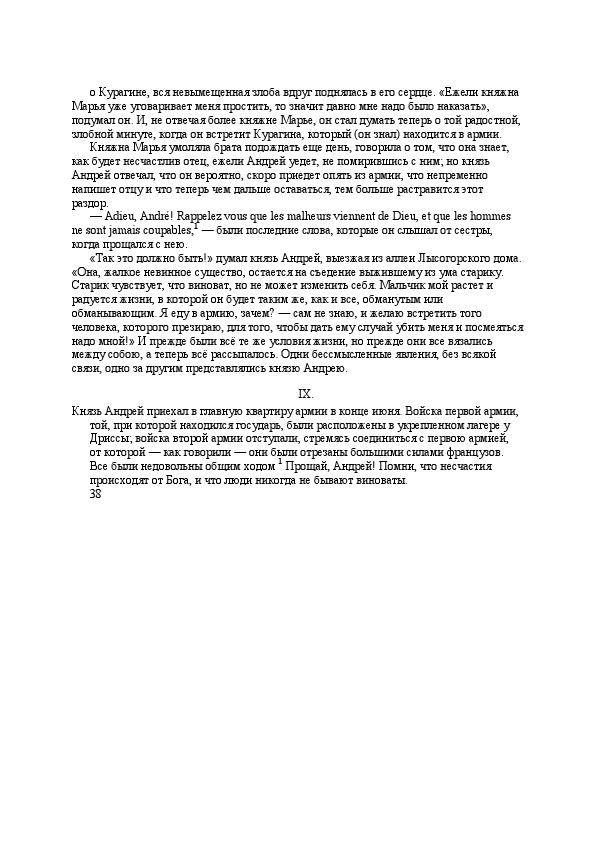 о Курагине, вся невымещенная злоба вдруг поднялась в его сердце. «Ежели княжна
Марья уже уговаривает меня простить, то значит давно мне надо было наказать»,
подумал он. И, не отвечая более княжне Марье, он стал думать теперь о той радостной,
злобной минуте, когда он встретит Курагина, который (он знал) находится в армии.
Княжна Марья умоляла брата подождать еще день, говорила о том, что она знает,
как будет несчастлив отец, ежели Андрей уедет, не помирившись с ним; но князь
Андрей отвечал, что он вероятно, скоро приедет опять из армии, что непременно
напишет отцу и что теперь чем дальше оставаться, тем больше растравится этот
раздор.
— Adieu, André! Rappelez vous que les malheurs viennent de Dieu, et que les hommes
ne sont jamais coupables,¹ — были последние слова, которые он слышал от сестры,
когда прощался с нею.
«Так это должно быть!» думал князь Андрей, выезжая из аллеи Лысогорского дома.
«Она, жалкое невинное существо, остается на съедение выжившему из ума старику.
Старик чувствует, что виноват, но не может изменить себя. Мальчик мой растет и
радуется жизни, в которой он будет таким же, как и все, обманутым или
обманывающим. Я еду в армию, зачем? — сам не знаю, и желаю встретить того
человека, которого презираю, для того, чтобы дать ему случай убить меня и посмеяться
надо мной!» И прежде были всё те же условия жизни, но прежде они все вязались
между собою, а теперь всё рассыпалось. Одни бессмысленные явления, без всякой
связи, одно за другим представлялись князю Андрею.
IX.
Князь Андрей приехал в главную квартиру армии в конце июня. Войска первой армии,
той, при которой находился государь, были расположены в укрепленном лагере у
Дриссы; войска второй армии отступали, стремясь соединиться с первою армией,
от которой — как говорили — они были отрезаны большими силами французов.
Все были недовольны общим ходом ¹ Прощай, Андрей! Помни, что несчастия
происходят от Бога, и что люди никогда не бывают виноваты.
38